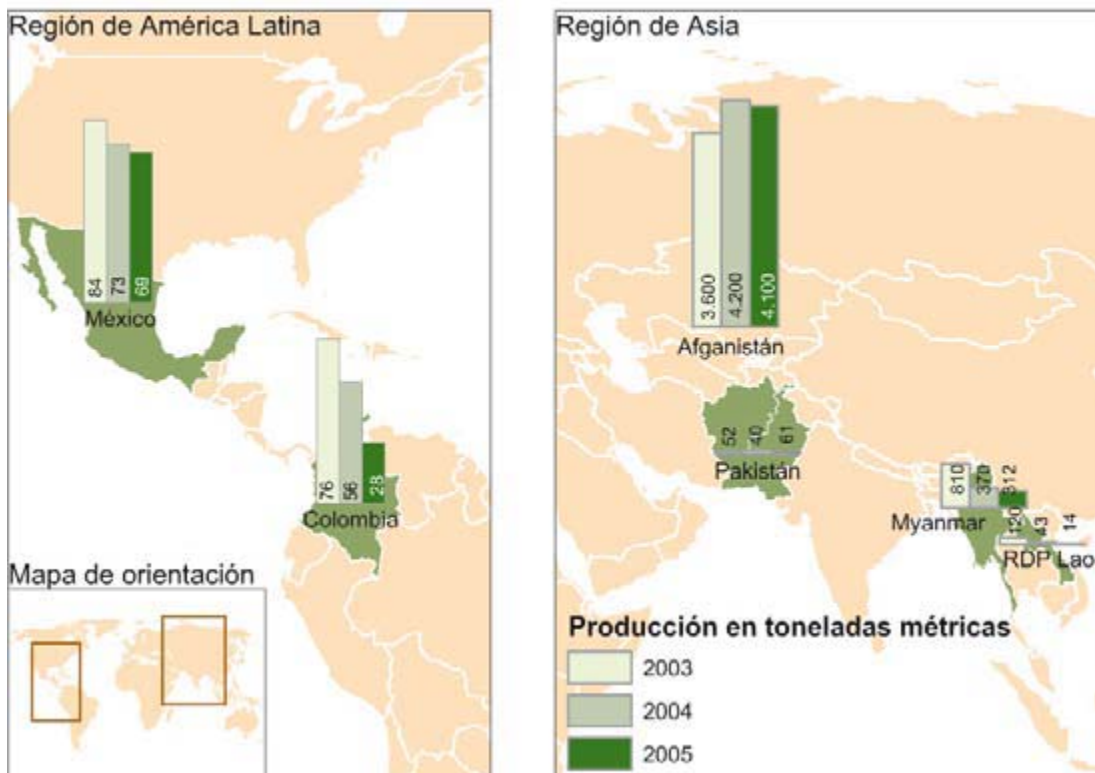 Región de América Latina
84
73
69
México
76
56
28
Colombia
Mapa de orientación
Región de Asia
3.600
4.200
4.100
Afganistán
52
40
61
Pakistán
810
370
312
Myanmar
120
43
14
RDP Lao
Producción en toneladas métricas
2003
2004
2005